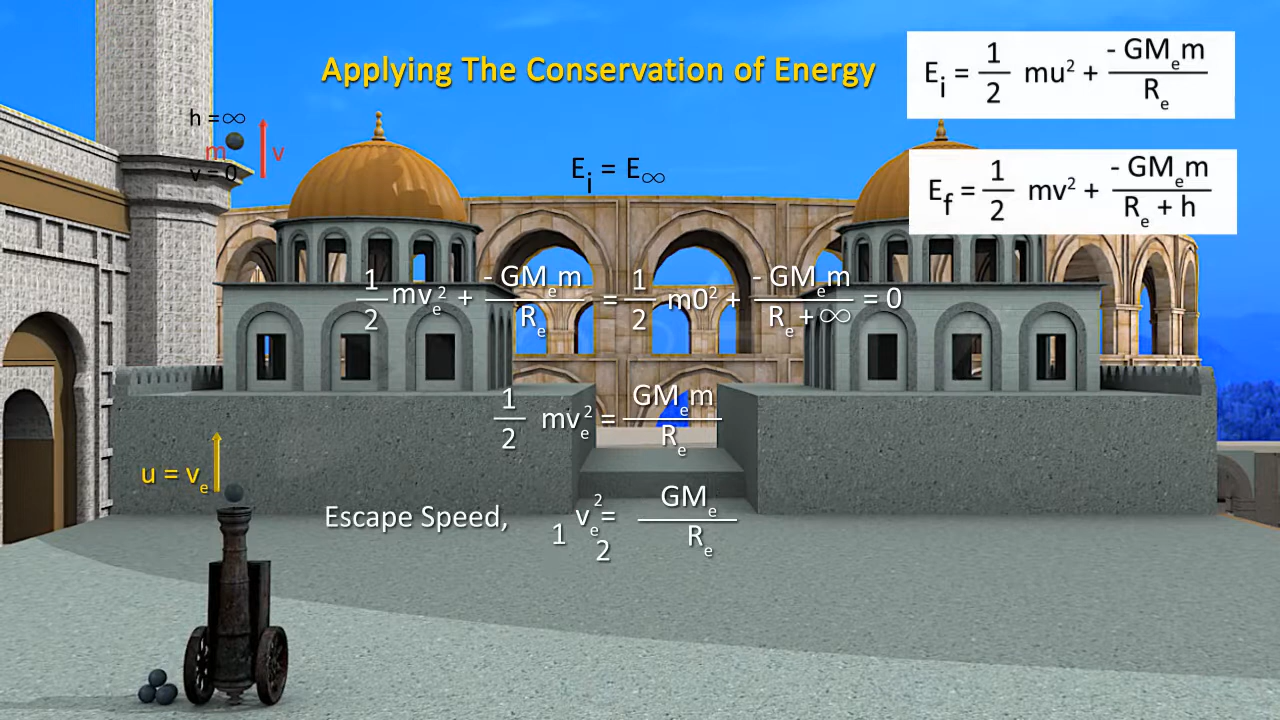 Applying The Conservation of Energy
E_i = 1/2 mu² + - GM_e m / R_e
h = ∞
m
v
v = 0
E_i = E_∞
E_f = 1/2 mv² + - GM_e m / R_e + h
1/2 mv_e² + - GM_e m / R_e = 1/2 m0² + - GM_e m / R_e + ∞ = 0
1/2 mv_e² = GM_e m / R_e
u = v_e
Escape Speed, 1 v_e² = 2 GM_e / R_e